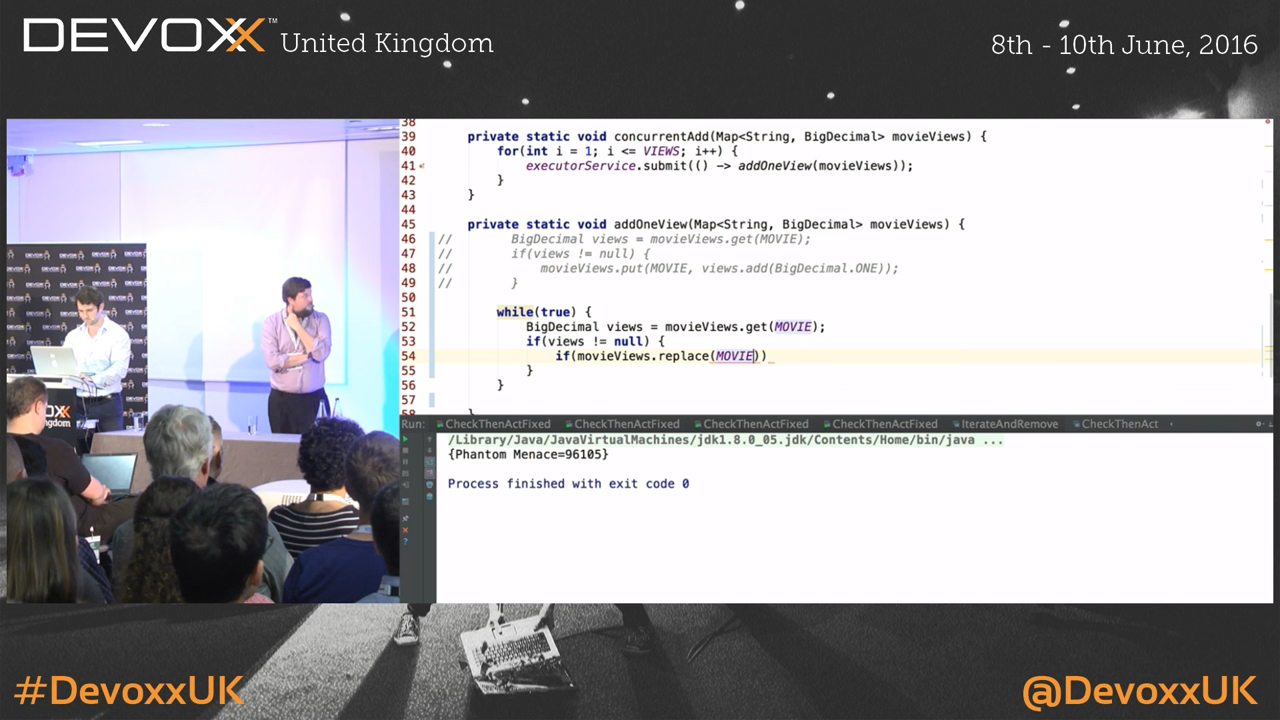 DEVOXX™ United Kingdom
8th - 10th June, 2016
38
39 private static void concurrentAdd(Map<String, BigDecimal> movieViews) {
40 for(int i = 1; i <= VIEWS; i++) {
41 executorService.submit(() -> addOneView(movieViews));
42 }
43 }
44
45 private static void addOneView(Map<String, BigDecimal> movieViews) {
46 // BigDecimal views = movieViews.get(MOVIE);
47 // if(views != null) {
48 // movieViews.put(MOVIE, views.add(BigDecimal.ONE));
49 // }
50
51 while(true) {
52 BigDecimal views = movieViews.get(MOVIE);
53 if(views != null) {
54 if(movieViews.replace(MOVIE))
55 }
56 }
57
58 }
Run: CheckThenActFixed CheckThenActFixed CheckThenActFixed CheckThenActFixed IterateAndRemove CheckThenAct
/Library/Java/JavaVirtualMachines/jdk1.8.0_05.jdk/Contents/Home/bin/java ...
{Phantom Menace=96105}
Process finished with exit code 0
#DevoxxUK
@DevoxxUK